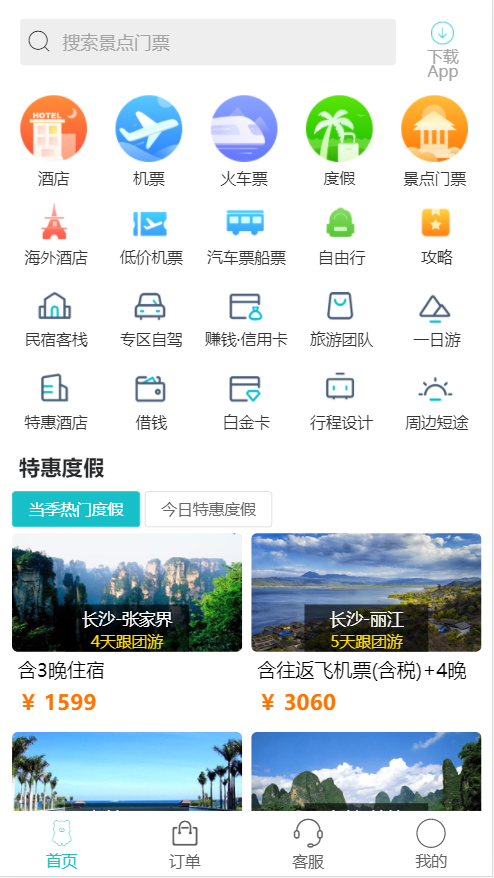 搜索景点门票
下载
App
HOTEL
酒店
机票
火车票
度假
景点门票
海外酒店
低价机票
汽车票船票
自由行
攻略
民宿客栈
专区自驾
赚钱·信用卡
旅游团队
一日游
特惠酒店
借钱
白金卡
行程设计
周边短途
特惠度假
当季热门度假
今日特惠度假
长沙-张家界
4天跟团游
长沙-丽江
5天跟团游
含3晚住宿
含往返飞机票(含税)+4晚
¥ 1599
¥ 3060
首页
订单
客服
我的